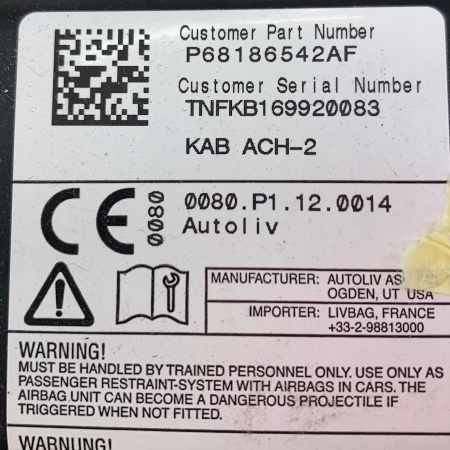 Customer Part Number
P68186542AF
Customer Serial Number
TNFKB169920083
KAB ACH-2
CE 0080
0080.P1.12.0014
Autoliv
MANUFACTURER: AUTOLIV AS
OGDEN, UT USA
IMPORTER: LIVBAG, FRANCE
+33-2-98813000
WARNING!
MUST BE HANDLED BY TRAINED PERSONNEL ONLY. USE ONLY AS
PASSENGER RESTRAINT-SYSTEM WITH AIRBAGS IN CARS. THE
AIRBAG UNIT CAN BECOME A DANGEROUS PROJECTILE IF
TRIGGERED WHEN NOT FITTED.
WARNUNG!